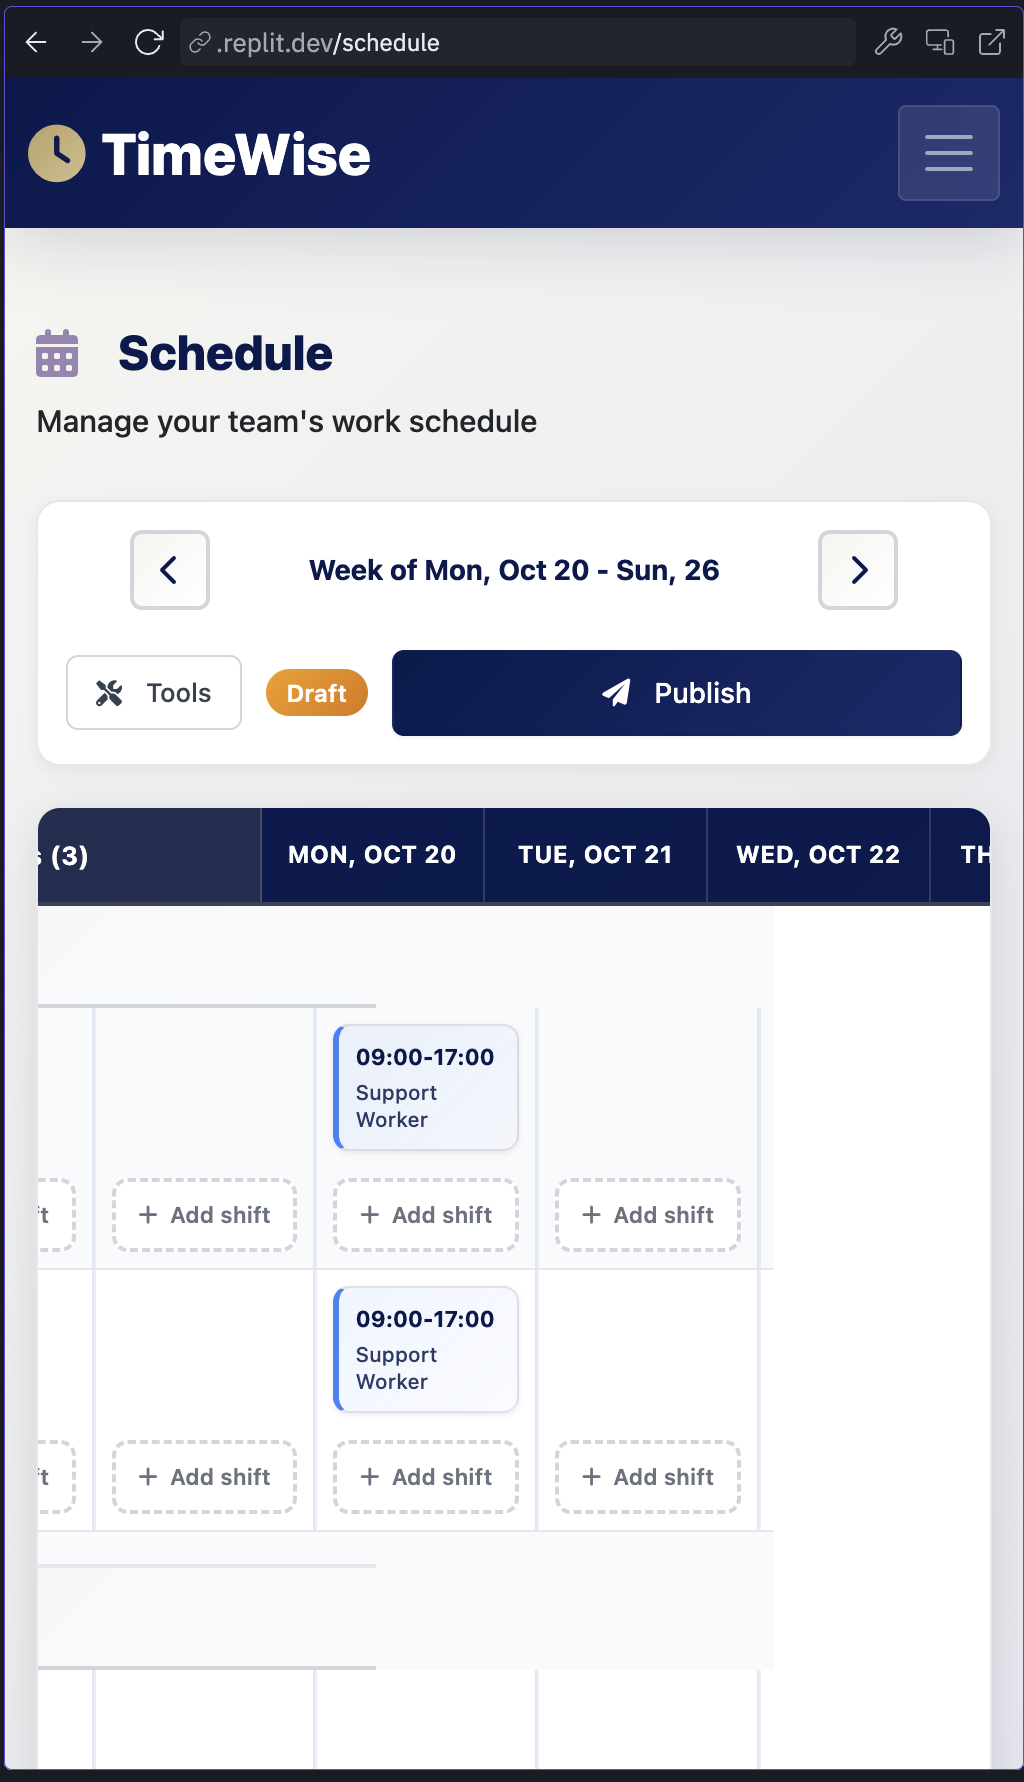 .replit.dev/schedule
TimeWise
Schedule
Manage your team's work schedule
Week of Mon, Oct 20 - Sun, 26
Tools
Draft
Publish
(3)
MON, OCT 20
TUE, OCT 21
WED, OCT 22
TH
09:00-17:00
Support
Worker
+ Add shift
+ Add shift
+ Add shift
09:00-17:00
Support
Worker
+ Add shift
+ Add shift
+ Add shift